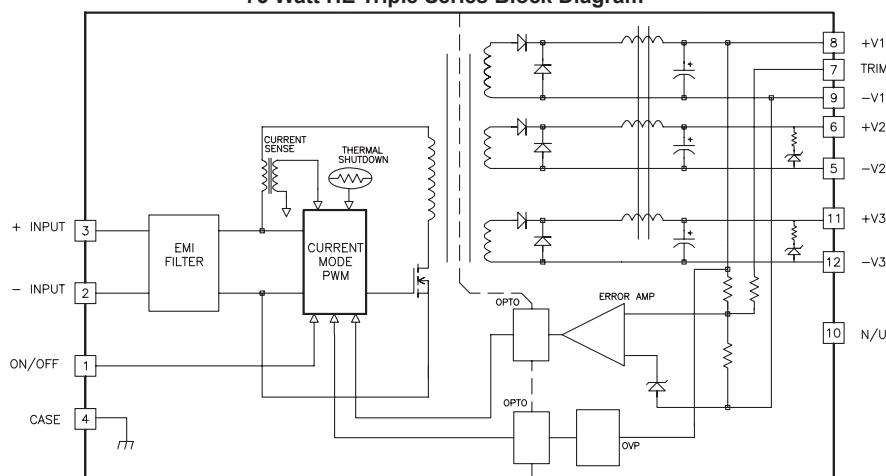 70 Watt HL Triple Series Block Diagram
8 +V1
7 TRIM
9 −V1
6 +V2
5 −V2
11 +V3
12 −V3
10 N/U
CURRENT
SENSE
THERMAL
SHUTDOWN
+ INPUT 3
− INPUT 2
ON/OFF 1
CASE 4
EMI
FILTER
CURRENT
MODE
PWM
OPTO
ERROR AMP
OPTO
OVP
+
+
+